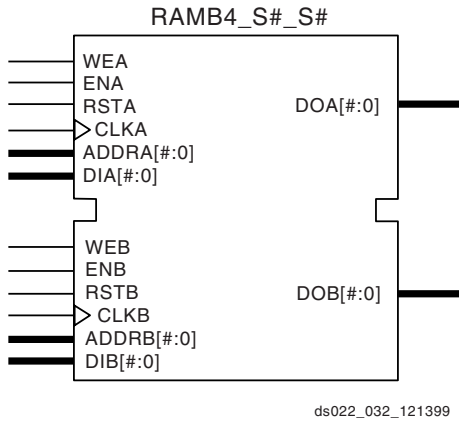 RAMB4_S#_S#
WEA
ENA
RSTA
DOA[#:0]
CLKA
ADDRA[#:0]
DIA[#:0]
WEB
ENB
RSTB
DOB[#:0]
CLKB
ADDRB[#:0]
DIB[#:0]
ds022_032_121399